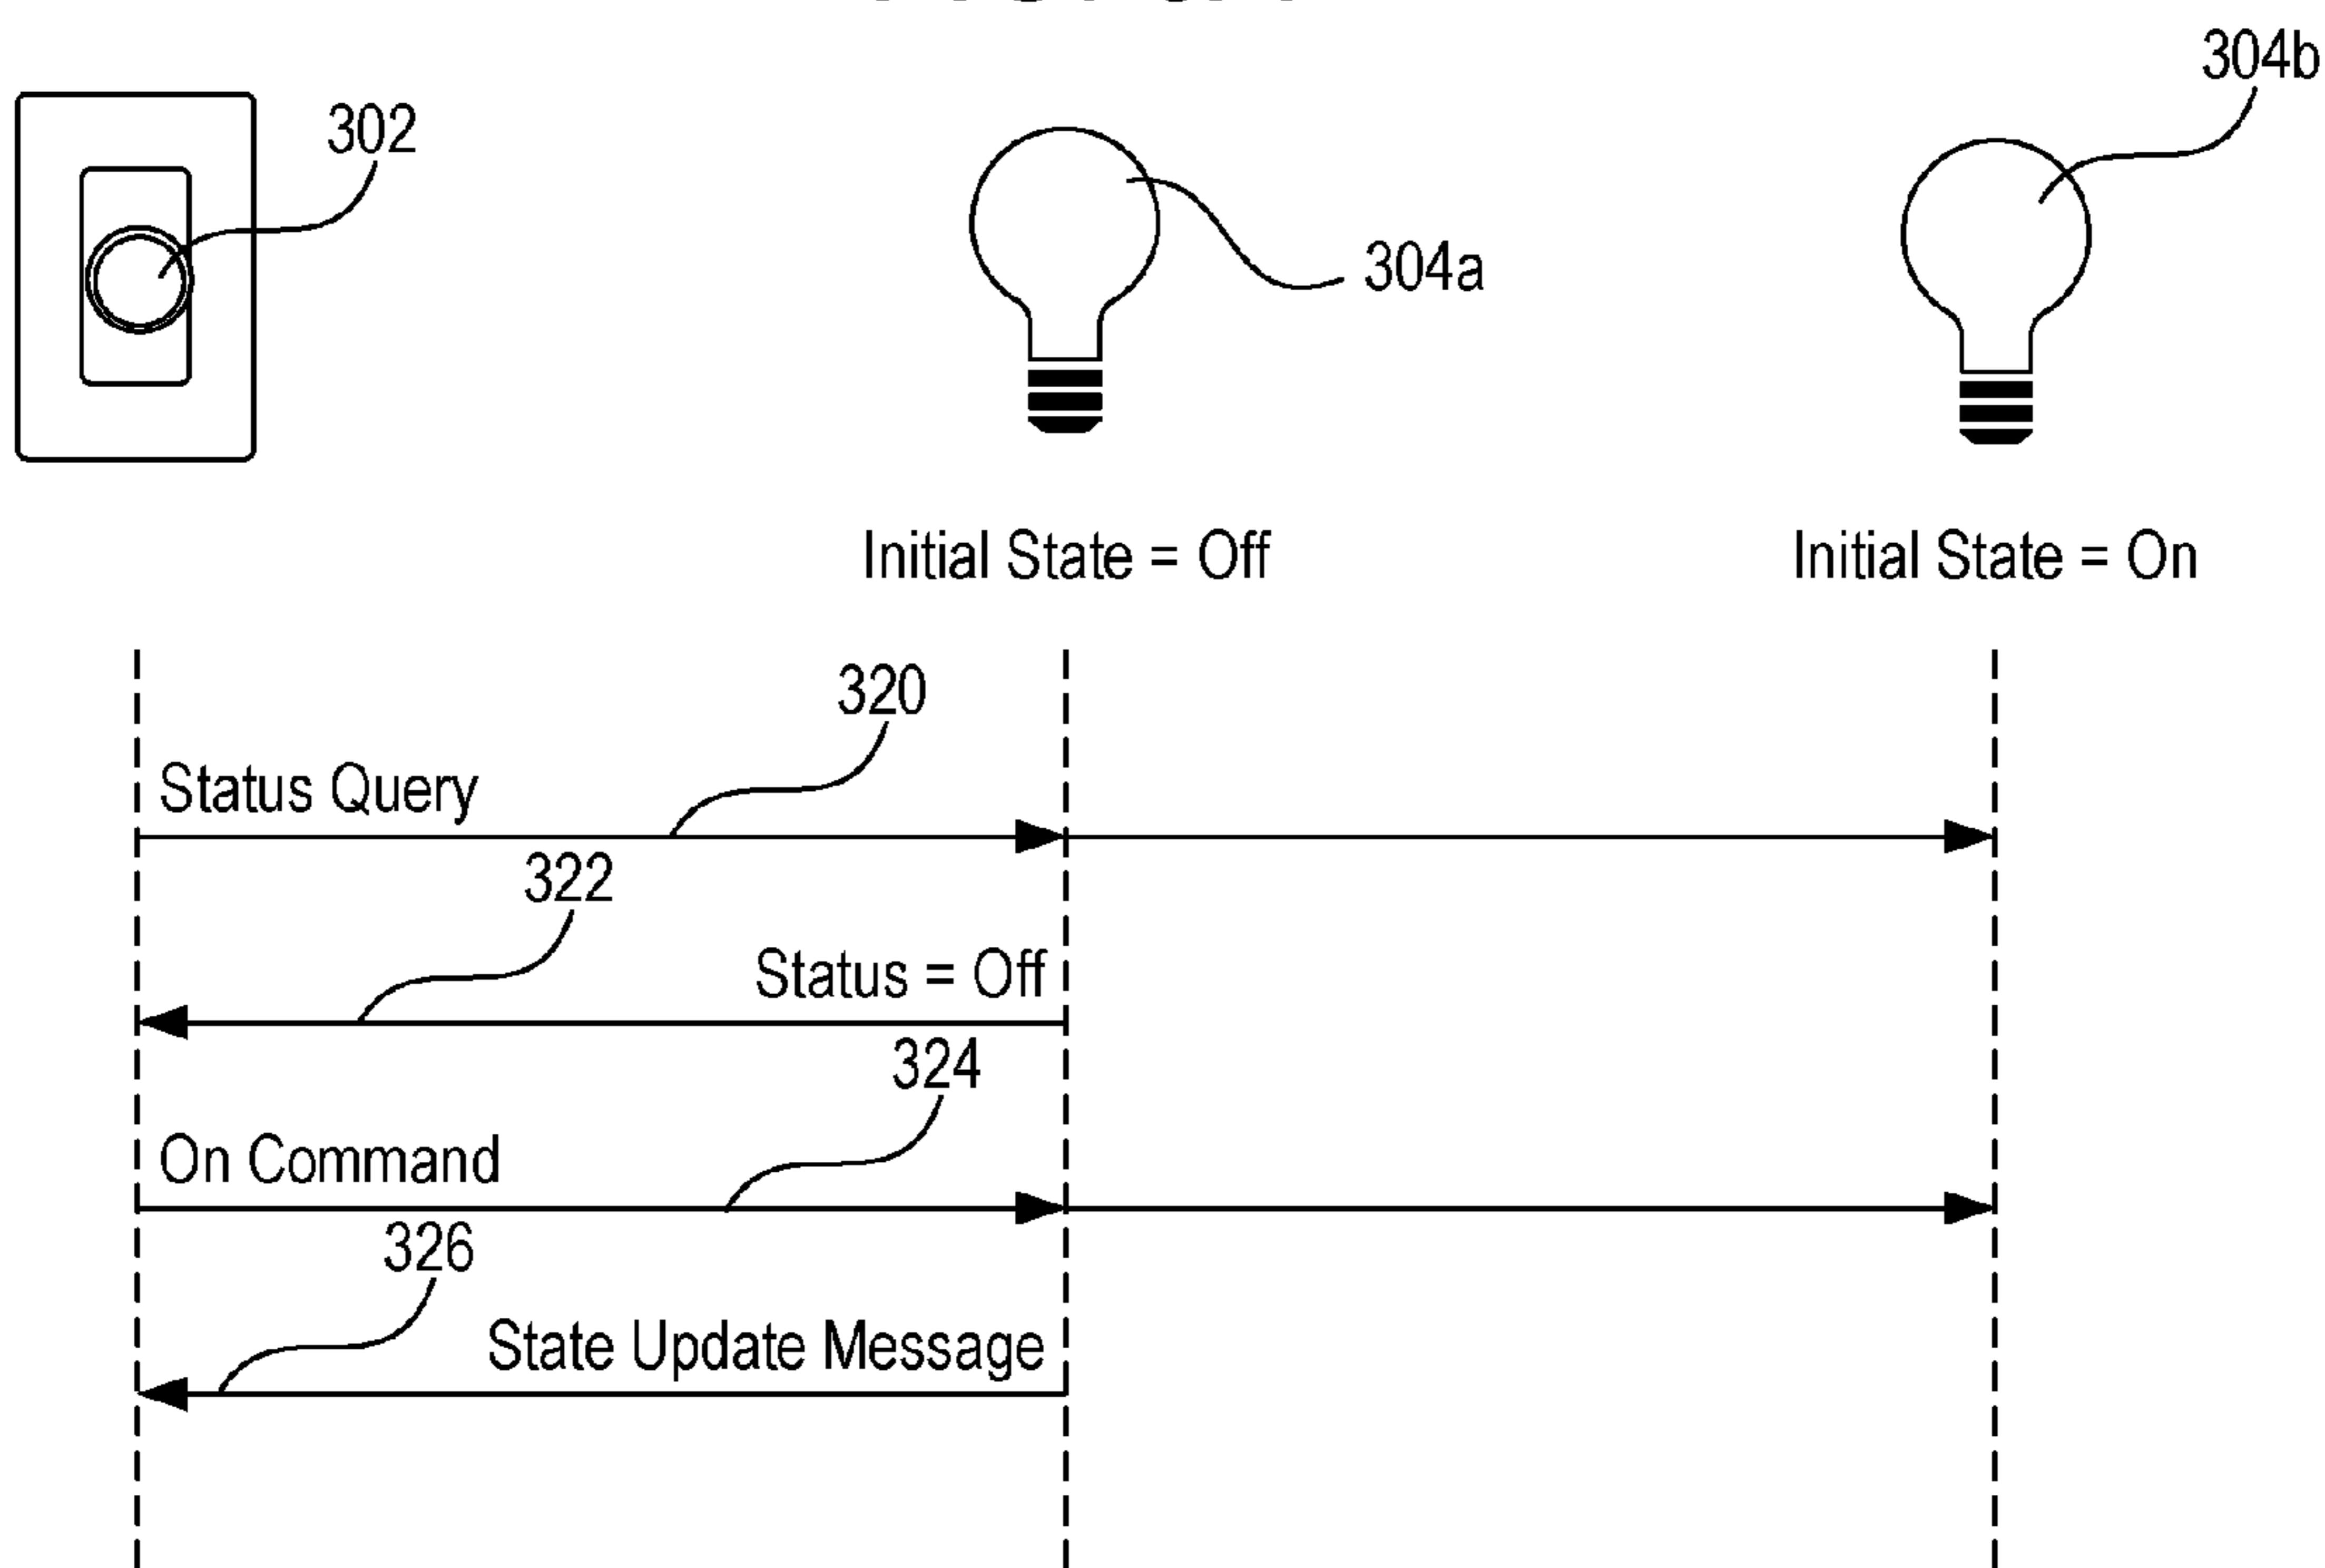 304b
302
304a
Initial State = Off
Initial State = On
320
Status Query
322
Status = Off
324
On Command
326
State Update Message